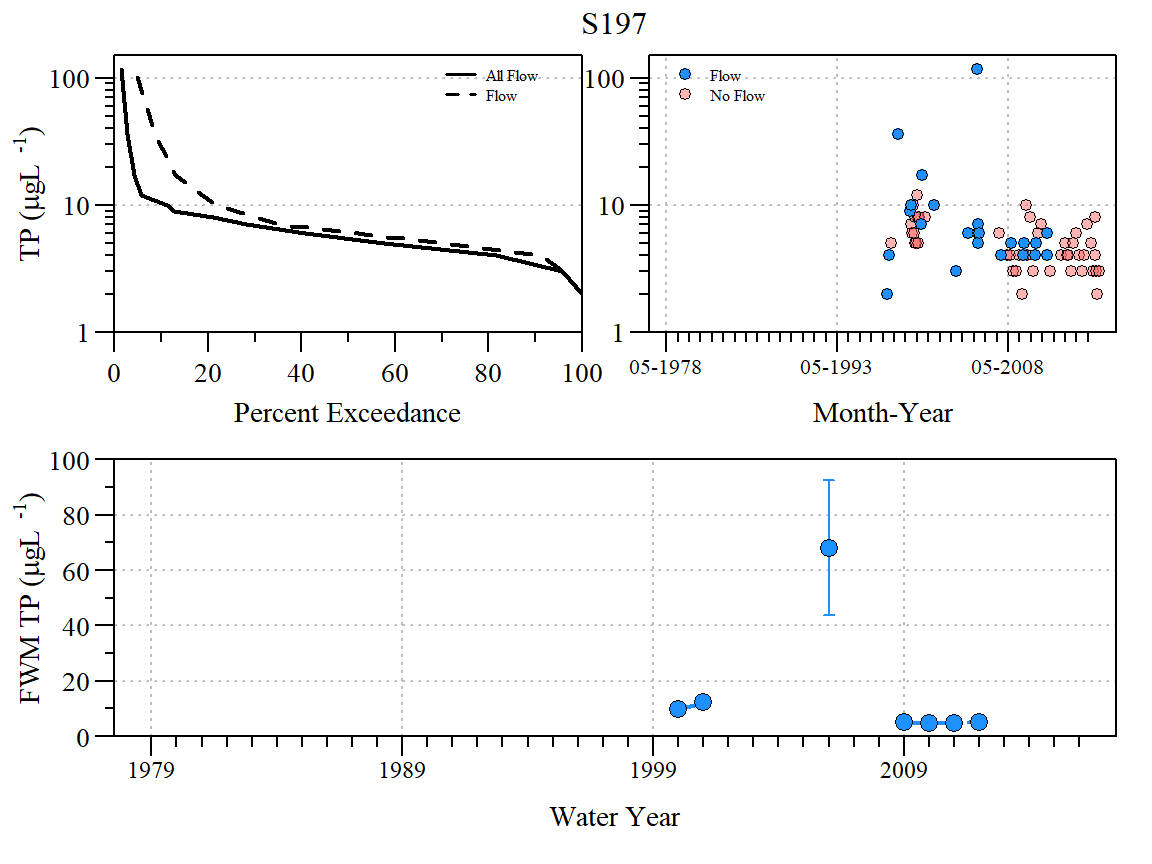 S197
TP (µgL -1)
100
10
1
All Flow
Flow
0 20 40 60 80 100
Percent Exceedance
100
10
1
Flow
No Flow
05-1978 05-1993 05-2008
Month-Year
FWM TP (µgL -1)
100
80
60
40
20
0
1979 1989 1999 2009
Water Year